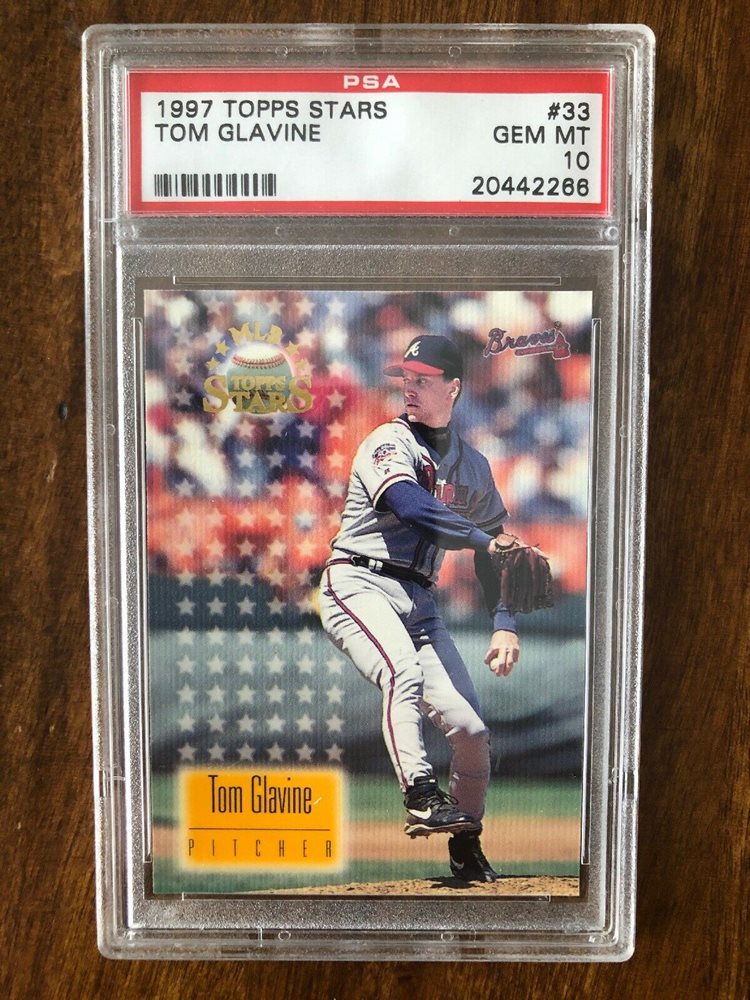 PSA
1997 TOPPS STARS #33
TOM GLAVINE GEM MT
10
20442266
MLB
TOPPS
STARS
Braves
A
Tom Glavine
PITCHER